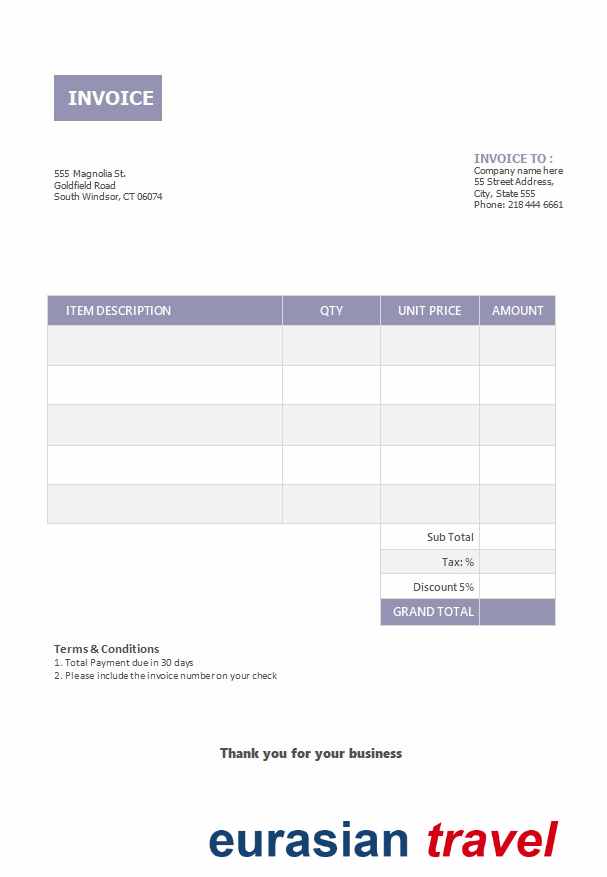 INVOICE
555 Magnolia St.
Goldfield Road
South Windsor, CT 06074
INVOICE TO :
Company name here
55 Street Address,
City, State 555
Phone: 218 444 6661
ITEM DESCRIPTION QTY UNIT PRICE AMOUNT
Sub Total
Tax: %
Discount 5%
GRAND TOTAL
Terms & Conditions
1. Total Payment due in 30 days
2. Please include the invoice number on your check
Thank you for your business
eurasian travel